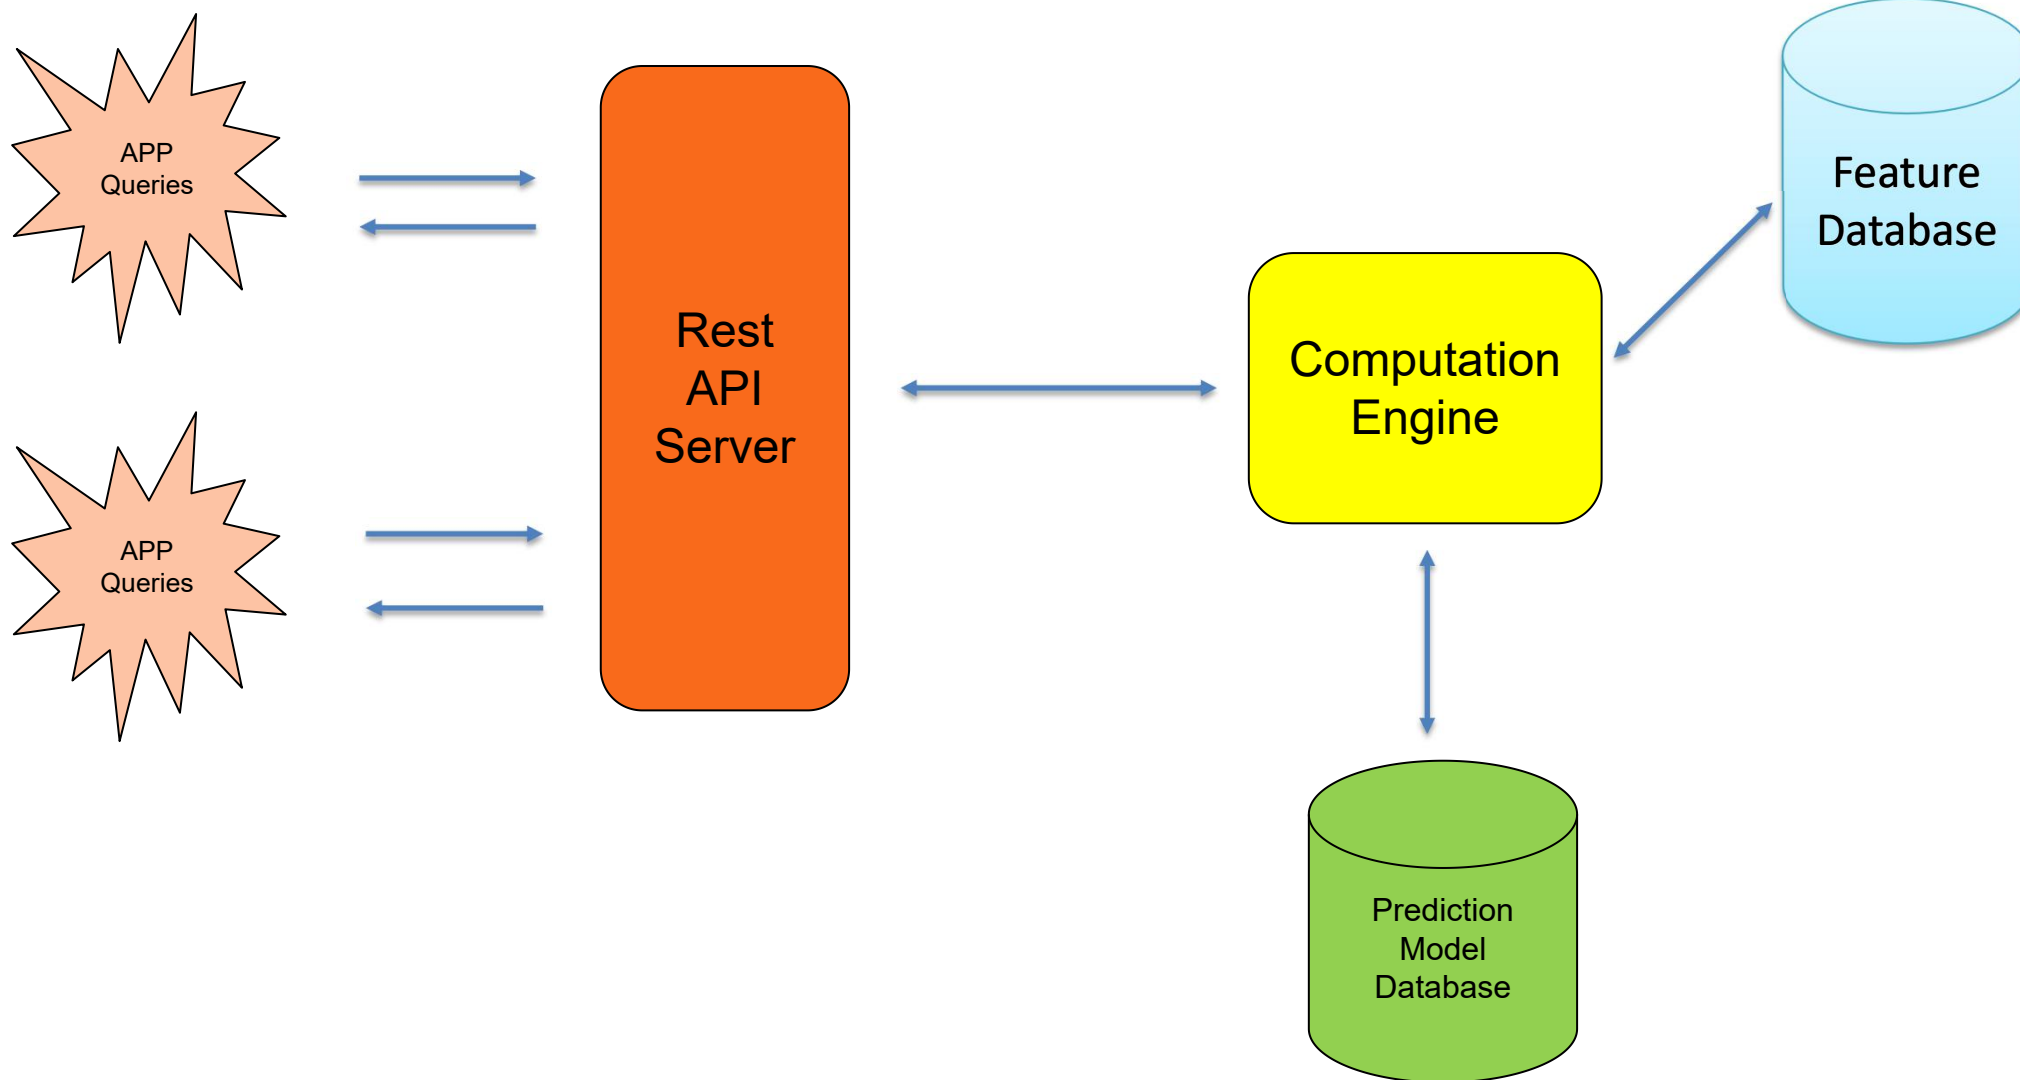 APP
Queries
Rest
API
Server
APP
Queries
Computation
Engine
Feature
Database
Prediction
Model
Database